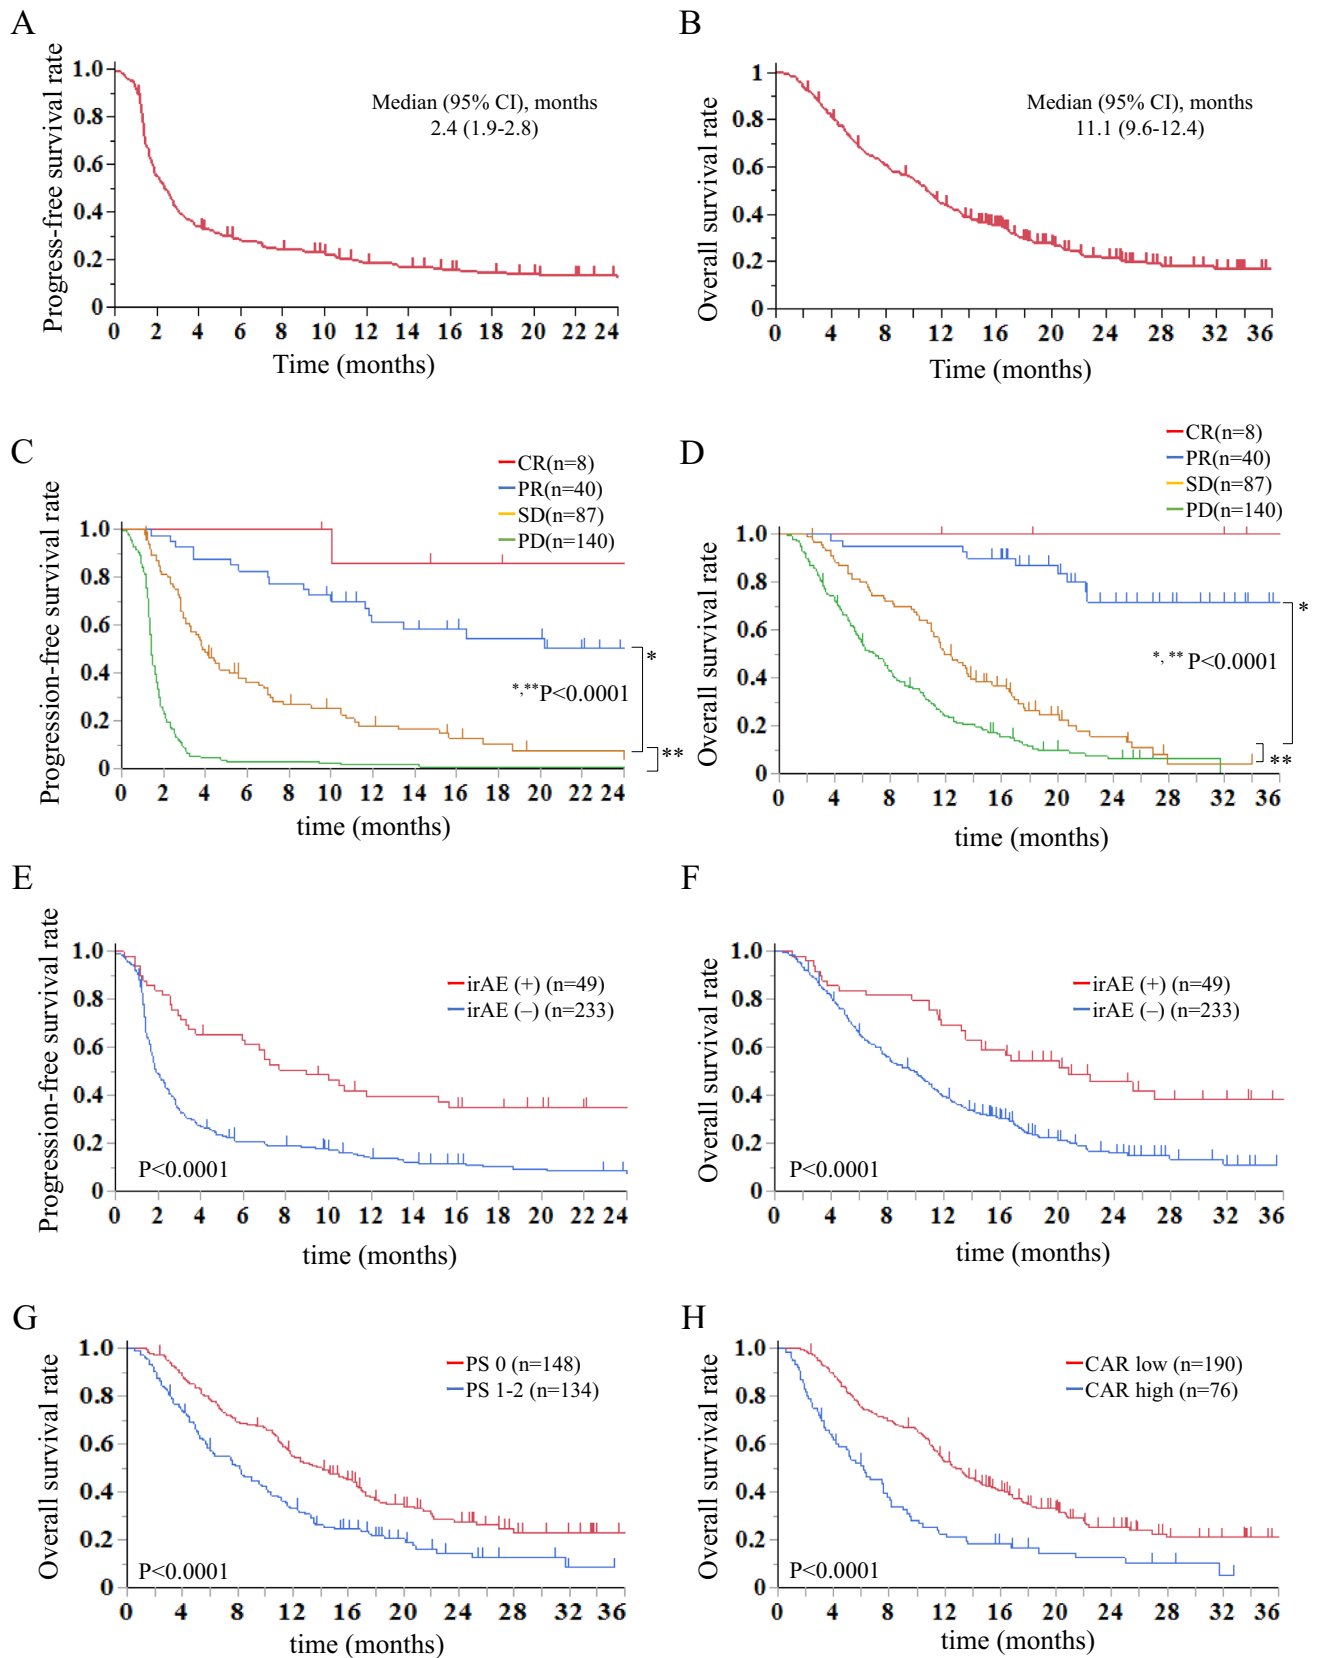 A
Progress-free survival rate
1.0
0.8
0.6
0.4
0.2
0
Median (95% CI), months
2.4 (1.9-2.8)
0 2 4 6 8 10 12 14 16 18 20 22 24
Time (months)
B
Overall survival rate
1
0.8
0.6
0.4
0.2
0
Median (95% CI), months
11.1 (9.6-12.4)
0 4 8 12 16 20 24 28 32 36
Time (months)
C
Progression-free survival rate
CR(n=8)
PR(n=40)
SD(n=87)
PD(n=140)
1.0
0.8
0.6
0.4
0.2
0
*
*,**P<0.0001
**
0 2 4 6 8 10 12 14 16 18 20 22 24
time (months)
D
Overall survival rate
CR(n=8)
PR(n=40)
SD(n=87)
PD(n=140)
1.0
0.8
0.6
0.4
0.2
0
*
*, ** P<0.0001
**
0 4 8 12 16 20 24 28 32 36
time (months)
E
Progression-free survival rate
1.0
0.8
0.6
0.4
0.2
0
irAE (+) (n=49)
irAE (–) (n=233)
P<0.0001
0 2 4 6 8 10 12 14 16 18 20 22 24
time (months)
F
Overall survival rate
1.0
0.8
0.6
0.4
0.2
0
irAE (+) (n=49)
irAE (–) (n=233)
P<0.0001
0 4 8 12 16 20 24 28 32 36
time (months)
G
Overall survival rate
1.0
0.8
0.6
0.4
0.2
0
PS 0 (n=148)
PS 1-2 (n=134)
P<0.0001
0 4 8 12 16 20 24 28 32 36
time (months)
H
Overall survival rate
1.0
0.8
0.6
0.4
0.2
0
CAR low (n=190)
CAR high (n=76)
P<0.0001
0 4 8 12 16 20 24 28 32 36
time (months)